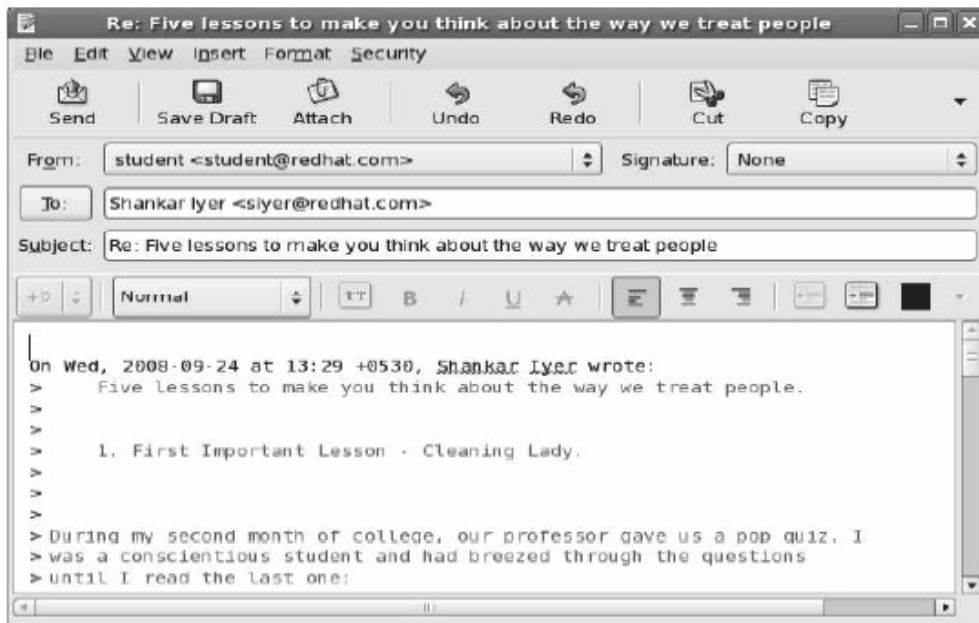 Re: Five lessons to make you think about the way we treat people
Ele Edit View Insert Format Security
Send Save Draft Attach Undo Redo Cut Copy
From: student <student@redhat.com> Signature: None
To: Shankar Iyer <siyer@redhat.com>
Subject: Re: Five lessons to make you think about the way we treat people
Normal B I U A
On Wed, 2008-09-24 at 13:29 +0530, Shankar Iyer wrote:
> Five lessons to make you think about the way we treat people.
>
>
> 1. First Important Lesson - Cleaning Lady.
>
>
>
> During my second month of college, our professor gave us a pop quiz. I
> was a conscientious student and had breezed through the questions
> until I read the last one: